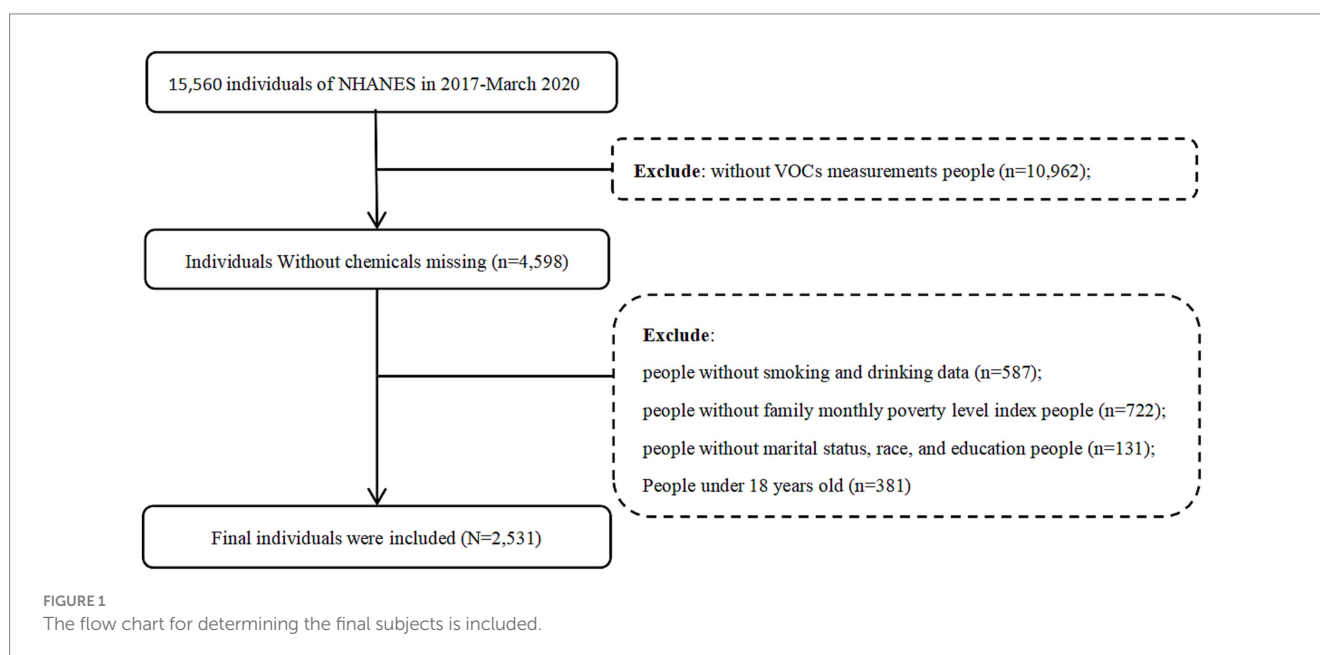 15,560 individuals of NHANES in 2017-March 2020
Exclude: without VOCs measurements people (n=10,962);
Individuals Without chemicals missing (n=4,598)
Exclude:
people without smoking and drinking data (n=587);
people without family monthly poverty level index people (n=722);
people without marital status, race, and education people (n=131);
People under 18 years old (n=381)
Final individuals were included (N=2,531)
FIGURE 1
The flow chart for determining the final subjects is included.